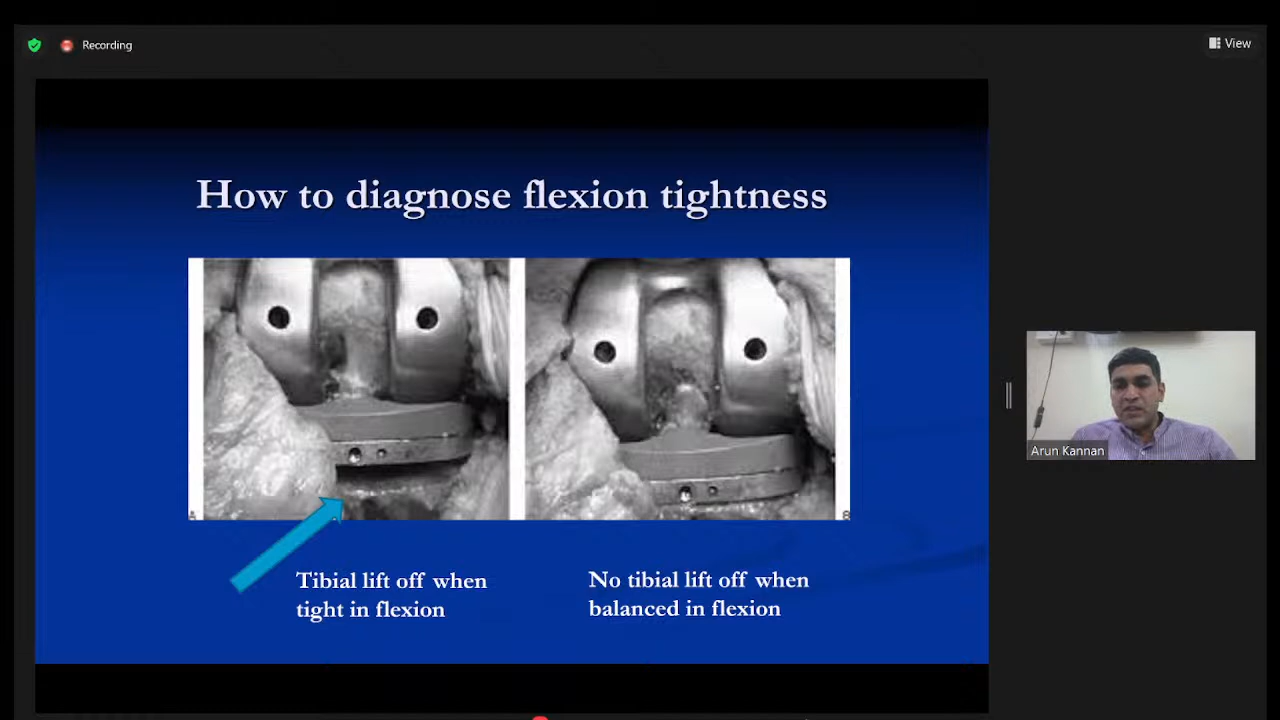 Recording
View
How to diagnose flexion tightness
A
B
Tibial lift off when
tight in flexion
No tibial lift off when
balanced in flexion
Arun Kannan